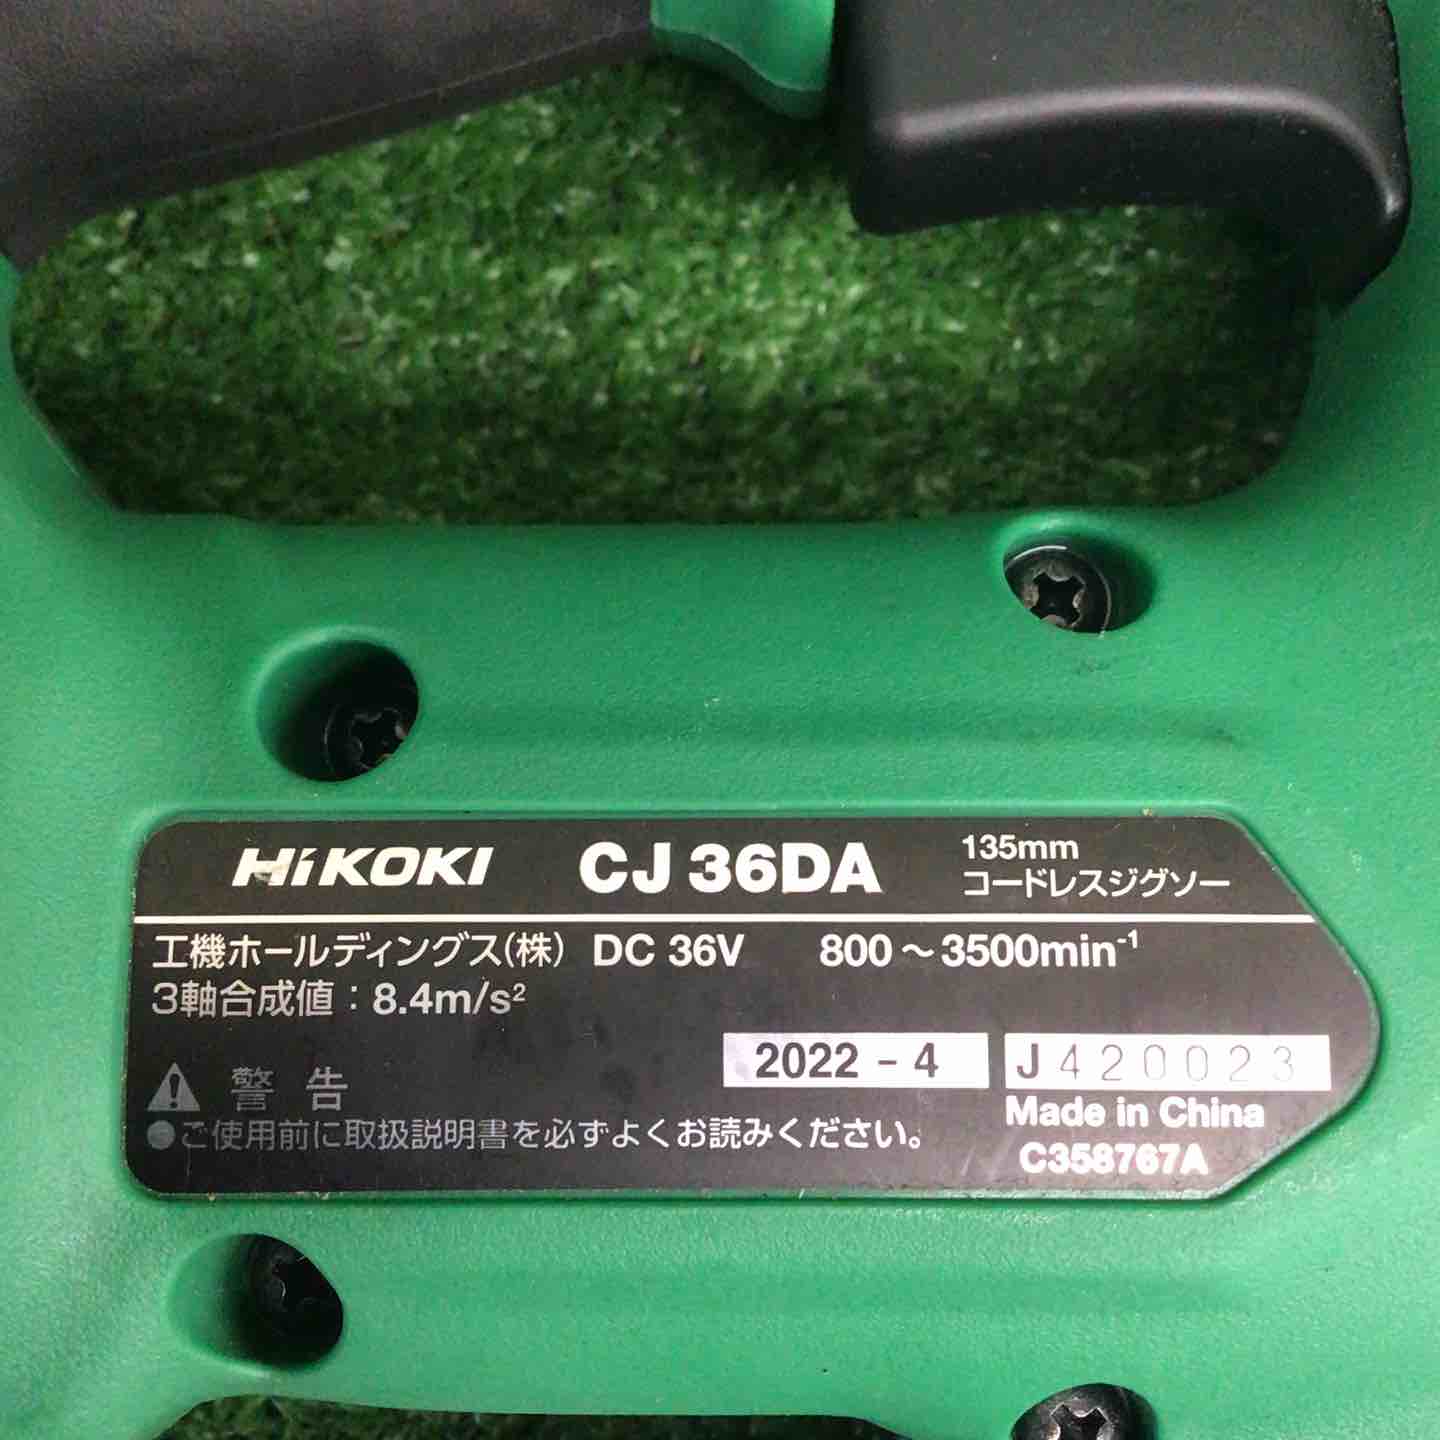 HiKOKI CJ 36DA 135mm
コードレスジグソー
工機ホールディングス(株) DC 36V 800～3500min⁻¹
3軸合成値：8.4m/s²
2022 - 4 J420023
警告 Made in China
●ご使用前に取扱説明書を必ずよくお読みください。
C358767A